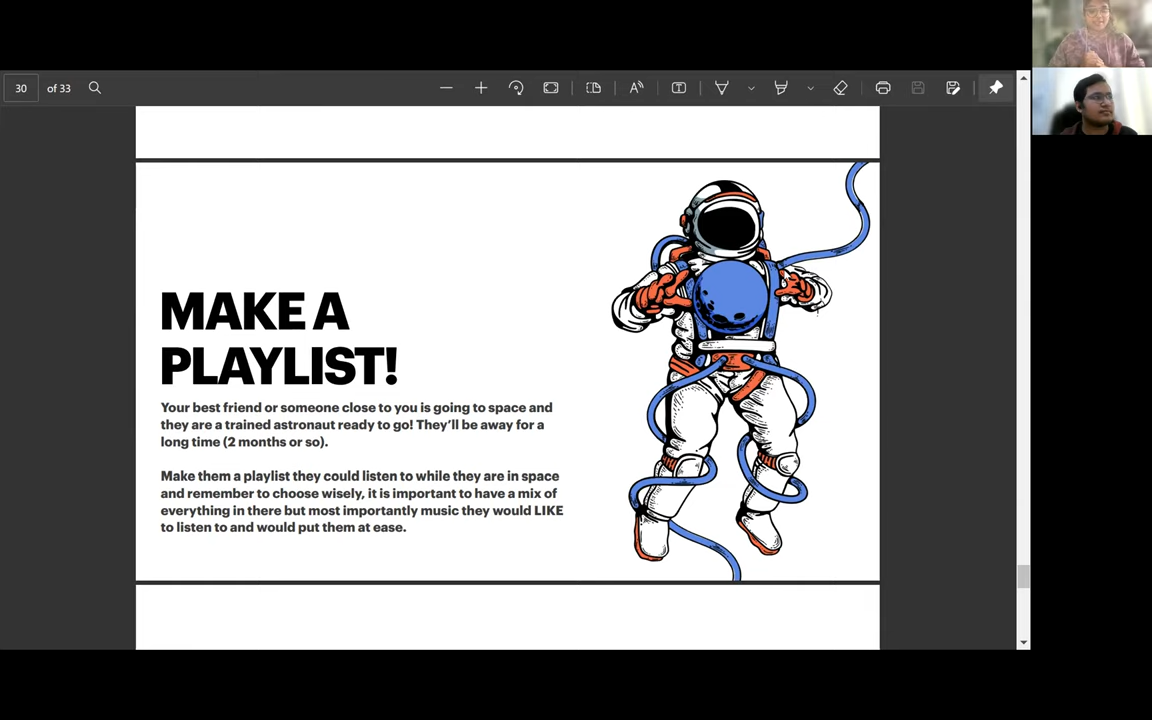 30 of 33
MAKE A
PLAYLIST!
Your best friend or someone close to you is going to space and
they are a trained astronaut ready to go! They'll be away for a
long time (2 months or so).
Make them a playlist they could listen to while they are in space
and remember to choose wisely, it is important to have a mix of
everything in there but most importantly music they would LIKE
to listen to and would put them at ease.